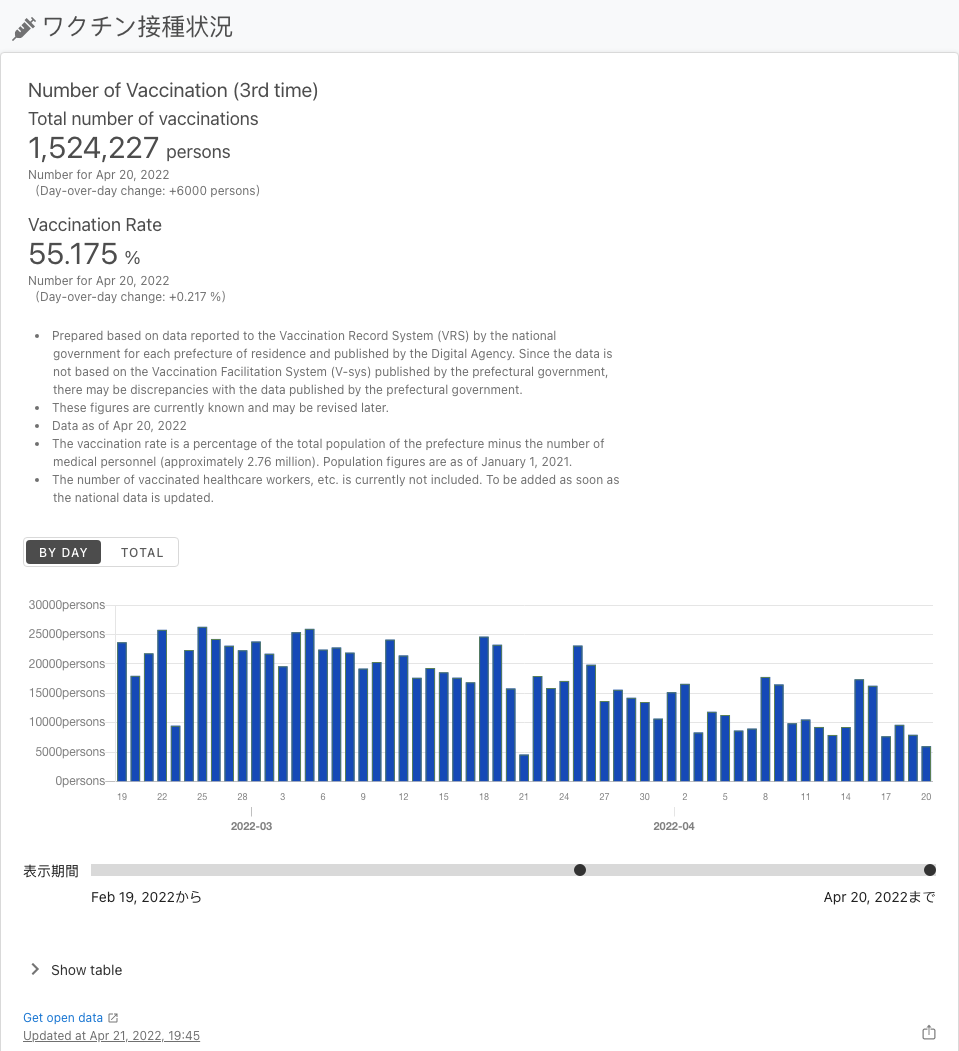 ワクチン接種状況
Number of Vaccination (3rd time)
Total number of vaccinations
1,524,227 persons
Number for Apr 20, 2022
(Day-over-day change: +6000 persons)
Vaccination Rate
55.175 %
Number for Apr 20, 2022
(Day-over-day change: +0.217 %)
• Prepared based on data reported to the Vaccination Record System (VRS) by the national
government for each prefecture of residence and published by the Digital Agency. Since the data is
not based on the Vaccination Facilitation System (V-sys) published by the prefectural government,
there may be discrepancies with the data published by the prefectural government.
• These figures are currently known and may be revised later.
• Data as of Apr 20, 2022
• The vaccination rate is a percentage of the total population of the prefecture minus the number of
medical personnel (approximately 2.76 million). Population figures are as of January 1, 2021.
• The number of vaccinated healthcare workers, etc. is currently not included. To be added as soon as
the national data is updated.
BY DAY TOTAL
30000persons
25000persons
20000persons
15000persons
10000persons
5000persons
0persons
19 22 25 28 3 6 9 12 15 18 21 24 27 30 2 5 8 11 14 17 20
2022-03 2022-04
表示期間
Feb 19, 2022から Apr 20, 2022まで
Show table
Get open data
Updated at Apr 21, 2022, 19:45